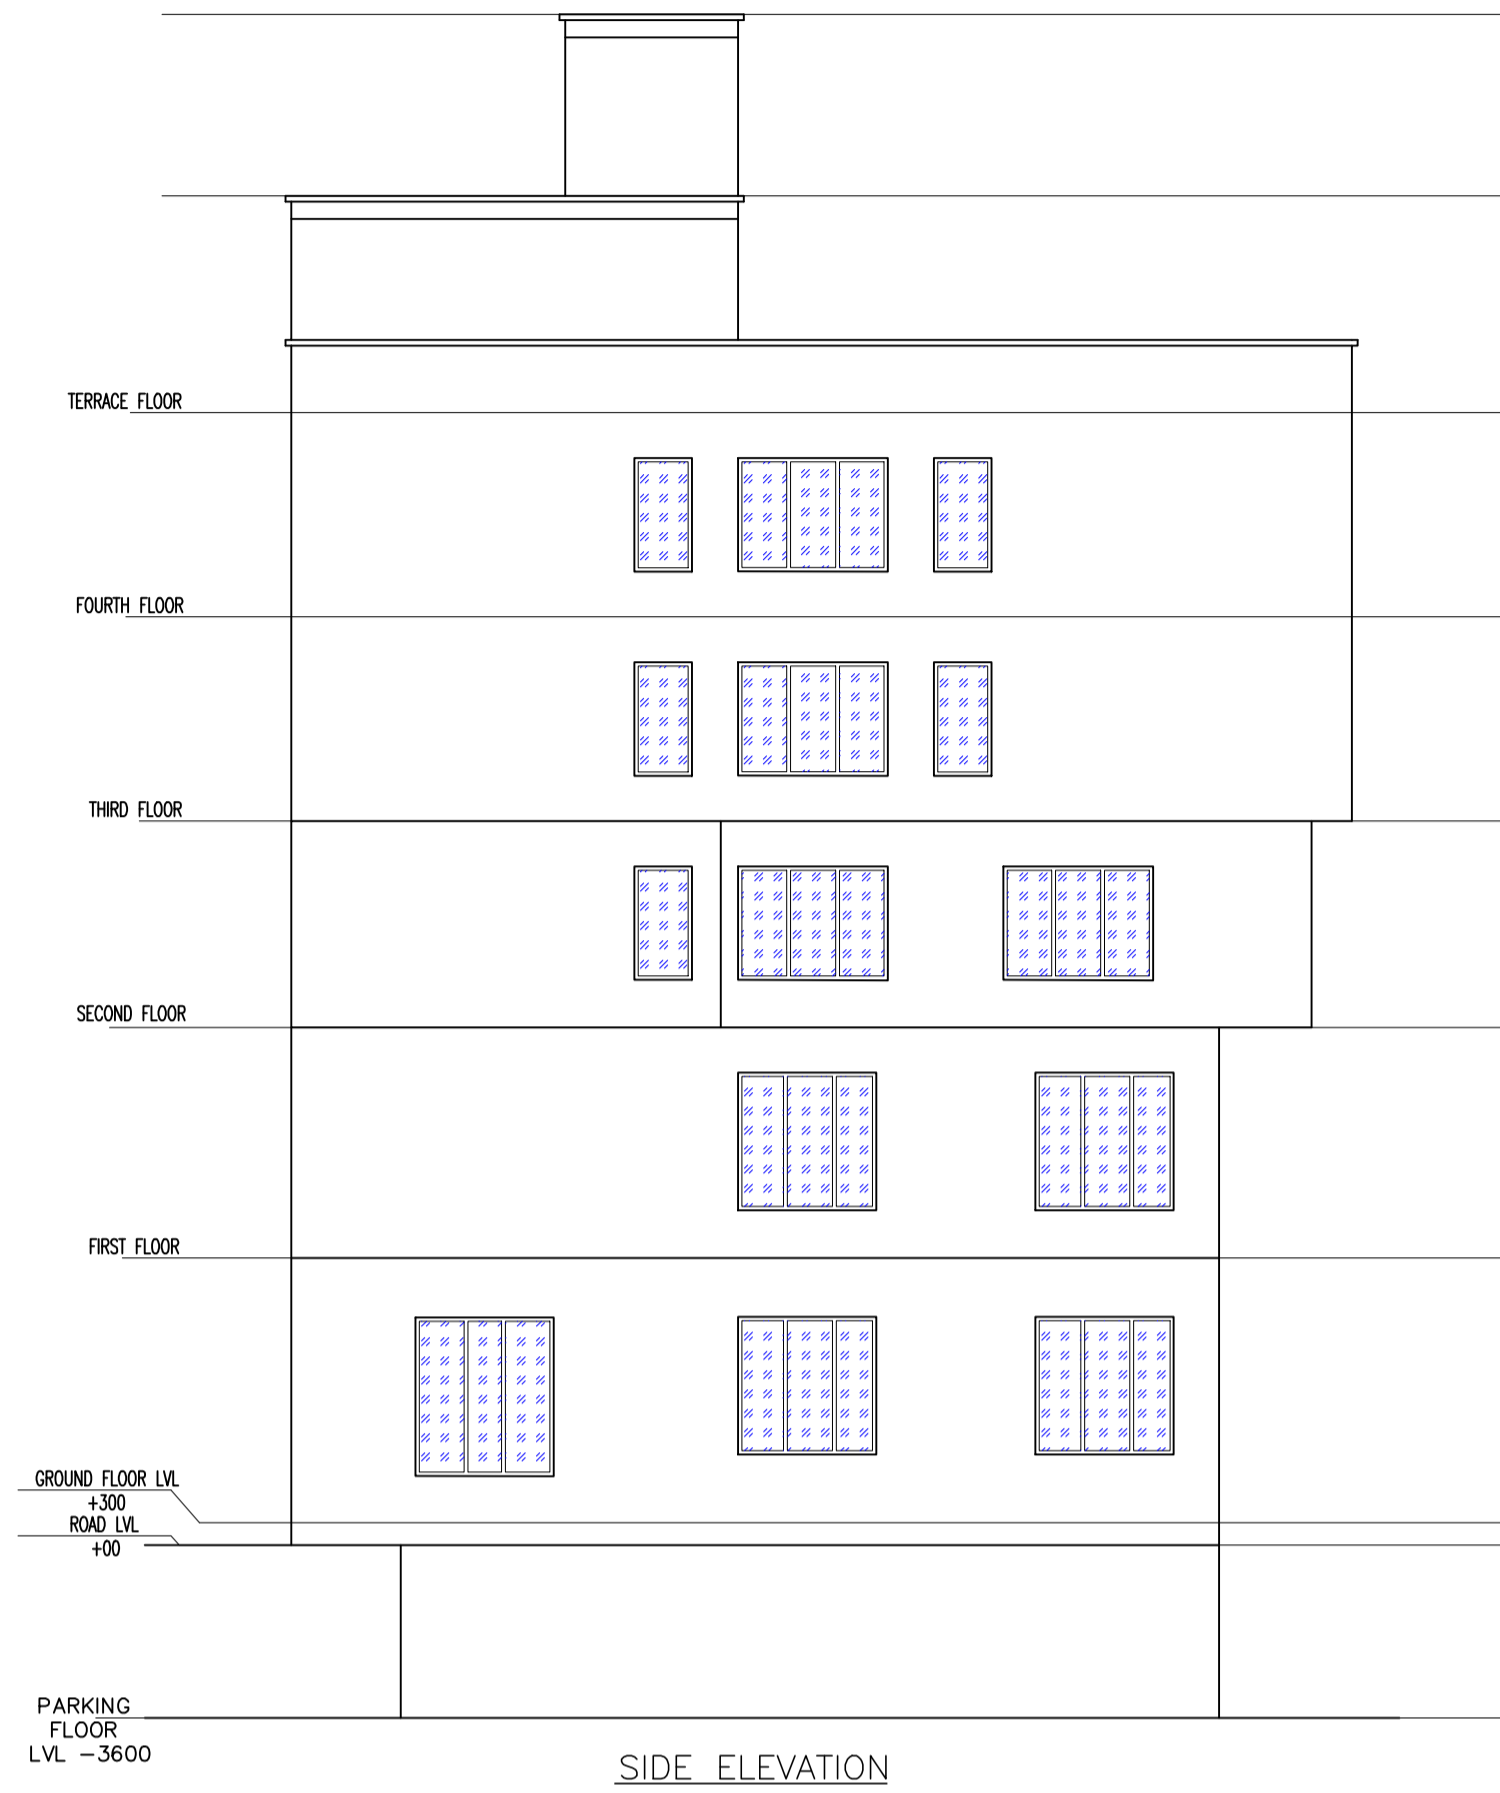 TERRACE FLOOR
FOURTH FLOOR
THIRD FLOOR
SECOND FLOOR
FIRST FLOOR
GROUND FLOOR LVL
+300
ROAD LVL
+00
PARKING
FLOOR
LVL -3600
SIDE ELEVATION